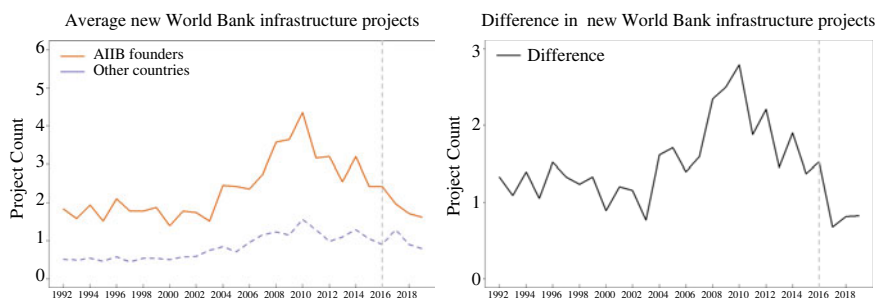 Average new World Bank infrastructure projects
6
5
4
3
2
1
0
Project Count
AIIB founders
Other countries
1992 1994 1996 1998 2000 2002 2004 2006 2008 2010 2012 2014 2016 2018
Difference in new World Bank infrastructure projects
3
2
1
0
Project Count
Difference
1992 1994 1996 1998 2000 2002 2004 2006 2008 2010 2012 2014 2016 2018